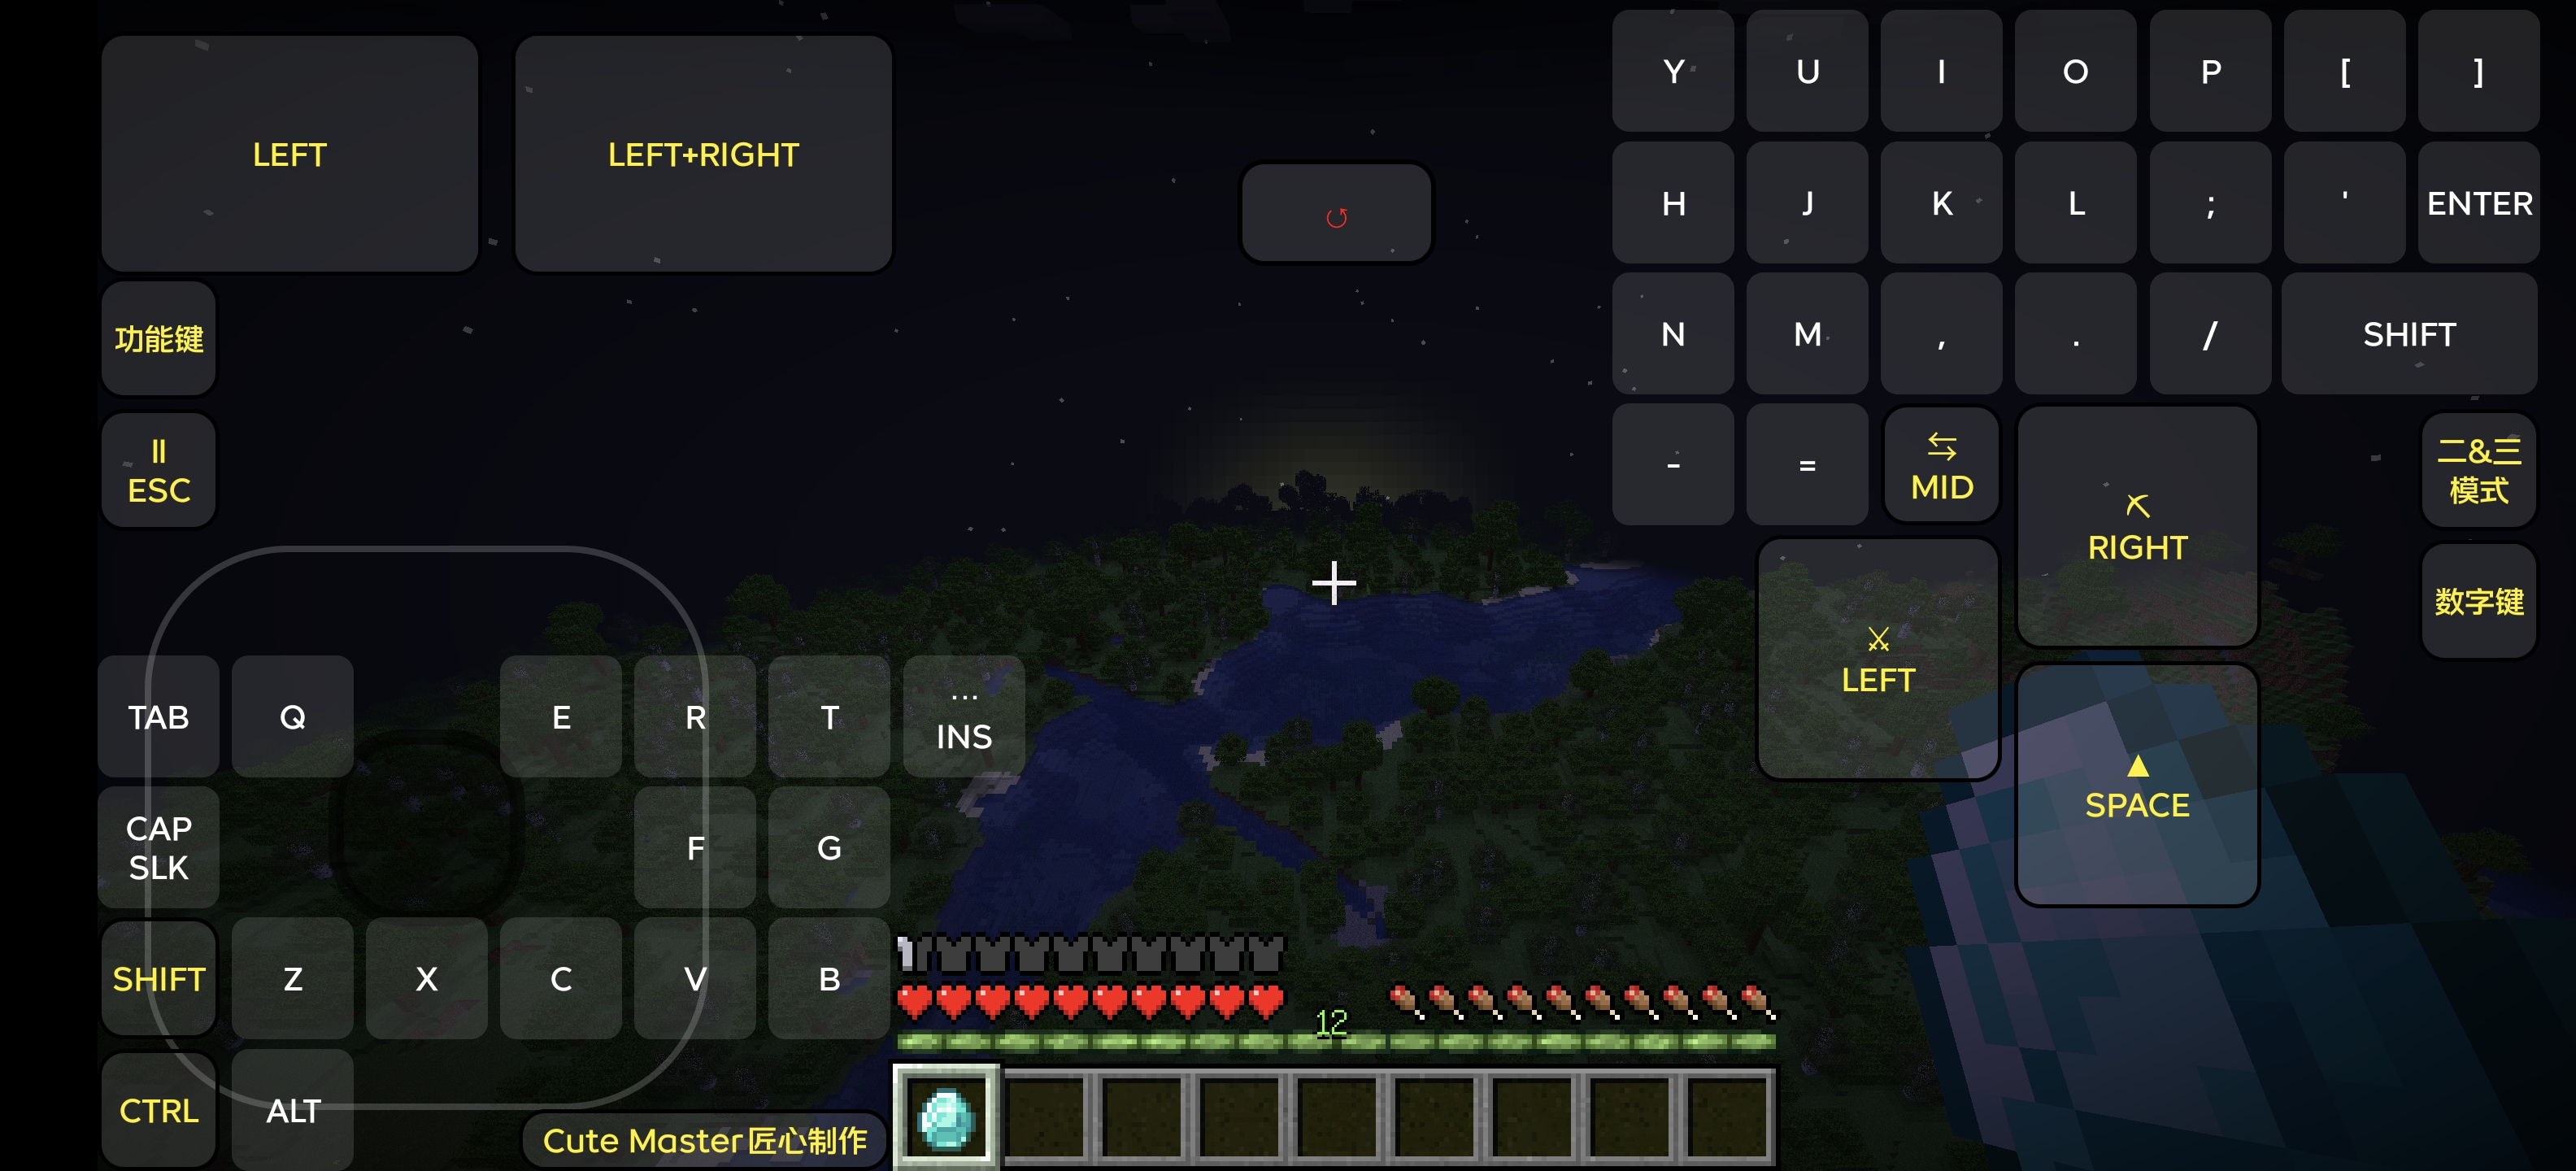 LEFT
LEFT+RIGHT
Y U I O P [ ]
H J K L ; ' ENTER
N M , . / SHIFT
功能键
II
ESC
- =
MID
RIGHT
二&三
模式
数字键
LEFT
SPACE
TAB Q E R T
...
INS
CAP
SLK
F G
SHIFT Z X C V B
CTRL ALT
12
Cute Master匠心制作